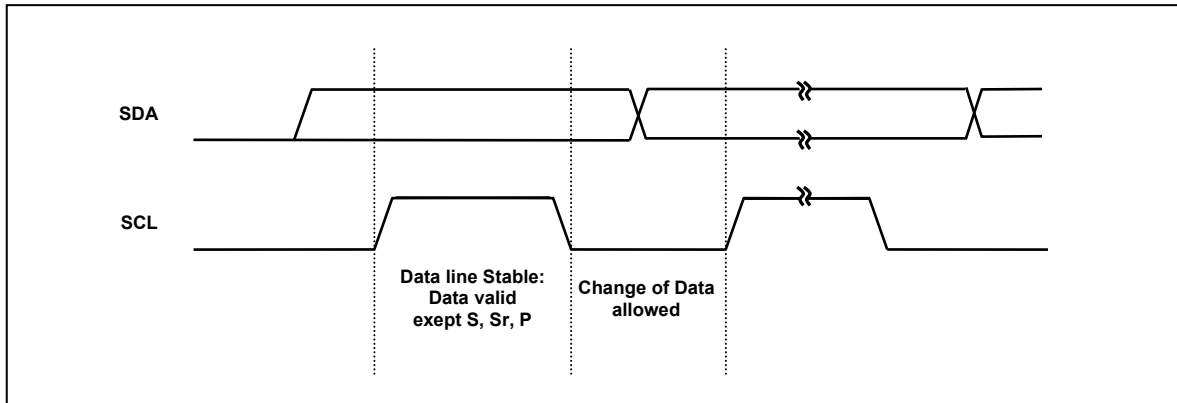 SDA
SCL
Data line Stable:
Data valid
exept S, Sr, P
Change of Data
allowed